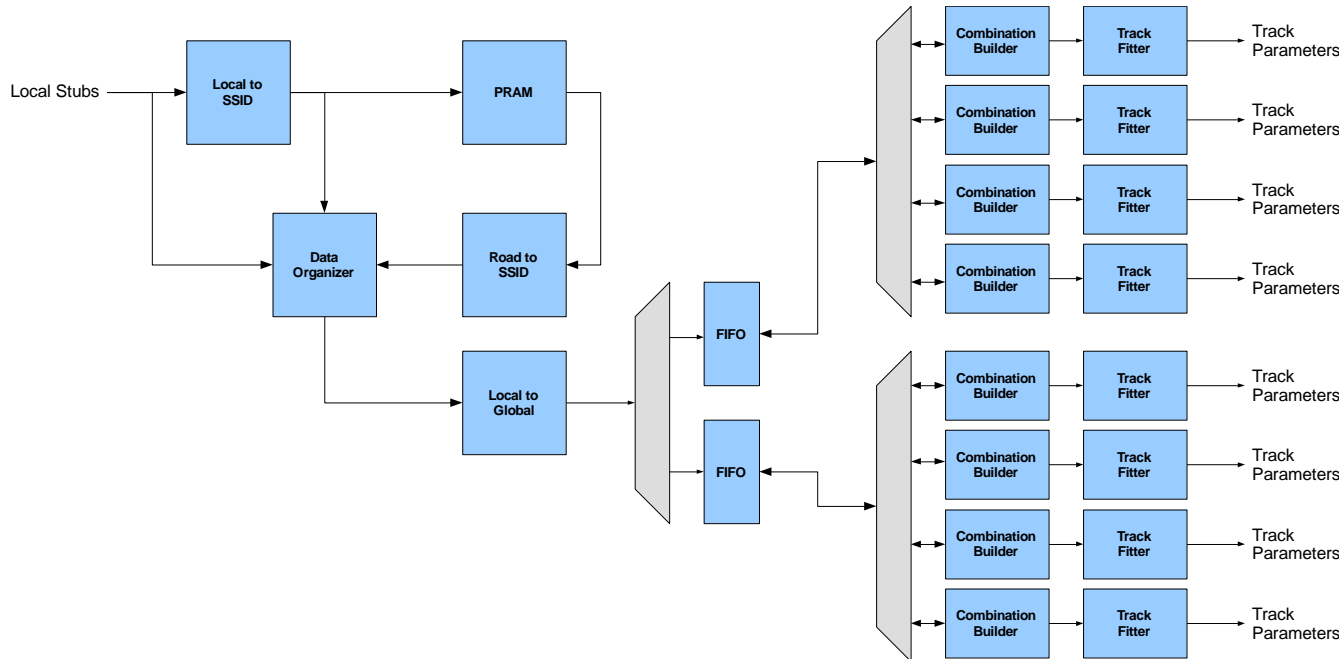 Local Stubs
Local to
SSID
PRAM
Data
Organizer
Road to
SSID
Local to
Global
FIFO
FIFO
Combination
Builder
Track
Fitter
Track
Parameters
Combination
Builder
Track
Fitter
Track
Parameters
Combination
Builder
Track
Fitter
Track
Parameters
Combination
Builder
Track
Fitter
Track
Parameters
Combination
Builder
Track
Fitter
Track
Parameters
Combination
Builder
Track
Fitter
Track
Parameters
Combination
Builder
Track
Fitter
Track
Parameters
Combination
Builder
Track
Fitter
Track
Parameters